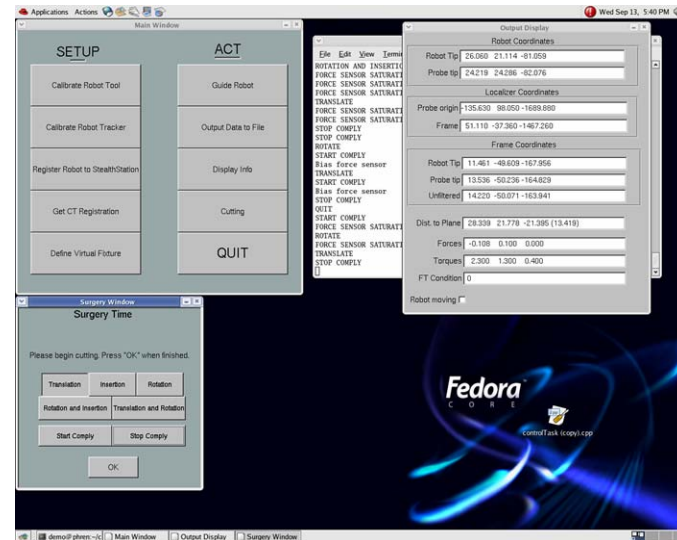 Applications Actions
Wed Sep 13, 5:40 PM
Main Window
SETUP
ACT
Calibrate Robot Tool
Guide Robot
Calibrate Robot Tracker
Output Data to File
Register Robot to StealthStation
Display Info
Get CT Registration
Cutting
Define Virtual Fixture
QUIT
File Edit View
ROTATION AND
FORCE SENSOR
FORCE SENSOR
FORCE SENSOR
TRANSLATE
FORCE SENSOR
FORCE SENSOR
STOP COMPLY
STOP COMPLY
ROTATE
START COMPLY
Bias force sensor
TRANSLATE
START COMPLY
Bias force sensor
STOP COMPLY
QUIT
START COMPLY
FORCE SENSOR
ROTATE
FORCE SENSOR
TRANSLATE
STOP COMPLY
Output Display
Robot Coordinates
Robot Tip 26.060 21.114 -81.059
Probe tip 24.219 24.286 -82.076
Localizer Coordinates
Probe origin -135.630 98.050 -1689.880
Frame 51.110 -37.360 -1467.260
Frame Coordinates
Robot Tip 11.461 -49.609 -167.956
Probe tip 13.536 -50.236 -164.829
Unfiltered 14.220 -50.071 -163.941
Dist. to Plane 28.339 21.778 -21.395 (13.419)
Forces -0.108 0.100 0.000
Torques 2.300 1.300 0.400
FT Condition 0
Robot moving
Surgery Window
Surgery Time
Please begin cutting. Press "OK" when finished.
Translation Insertion Rotation
Rotation and Insertion Translation and Rotation
Start Comply Stop Comply
OK
Fedora
CORE
controlTask (copy).cpp
Main Window Output Display Surgery Window